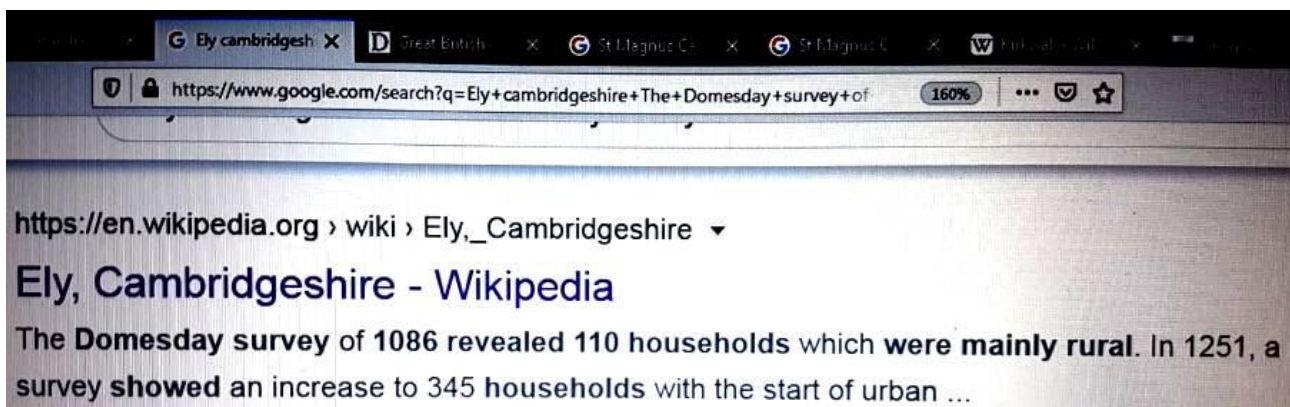 Ely cambridgesh
Great British
St Magnus C
St Magnus C
https://www.google.com/search?q=Ely+cambridgeshire+The+Domesday+survey+of
160%
https://en.wikipedia.org › wiki › Ely,_Cambridgeshire
Ely, Cambridgeshire - Wikipedia
The Domesday survey of 1086 revealed 110 households which were mainly rural. In 1251, a
survey showed an increase to 345 households with the start of urban ...